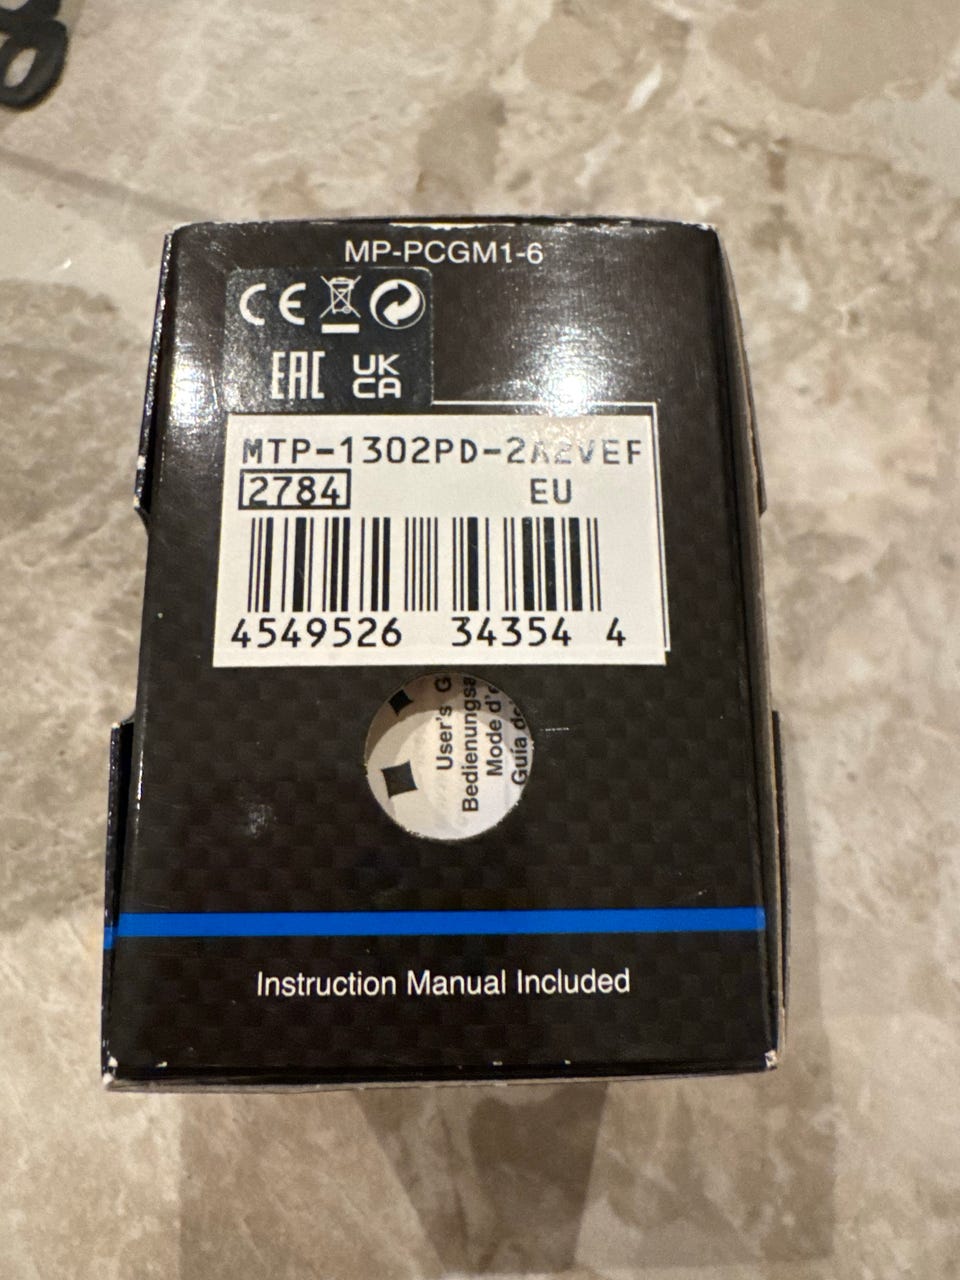 MP-PCGM1-6
CE
EAC
UK
CA
MTP-1302PD-2A2VEF
2784 EU
4549526 34354 4
User's G
Bedienungsa
Mode d'e
Guía de
Instruction Manual Included